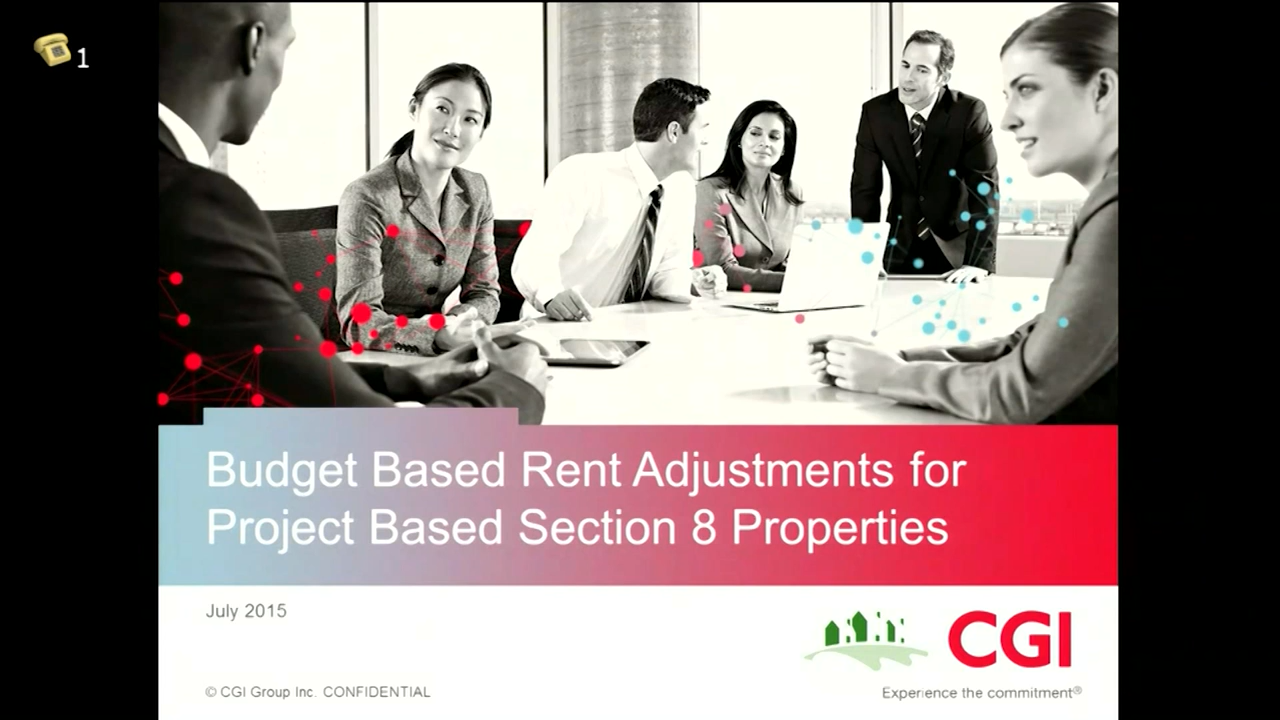 1
Budget Based Rent Adjustments for
Project Based Section 8 Properties
July 2015
CGI
© CGI Group Inc. CONFIDENTIAL
Experience the commitment®